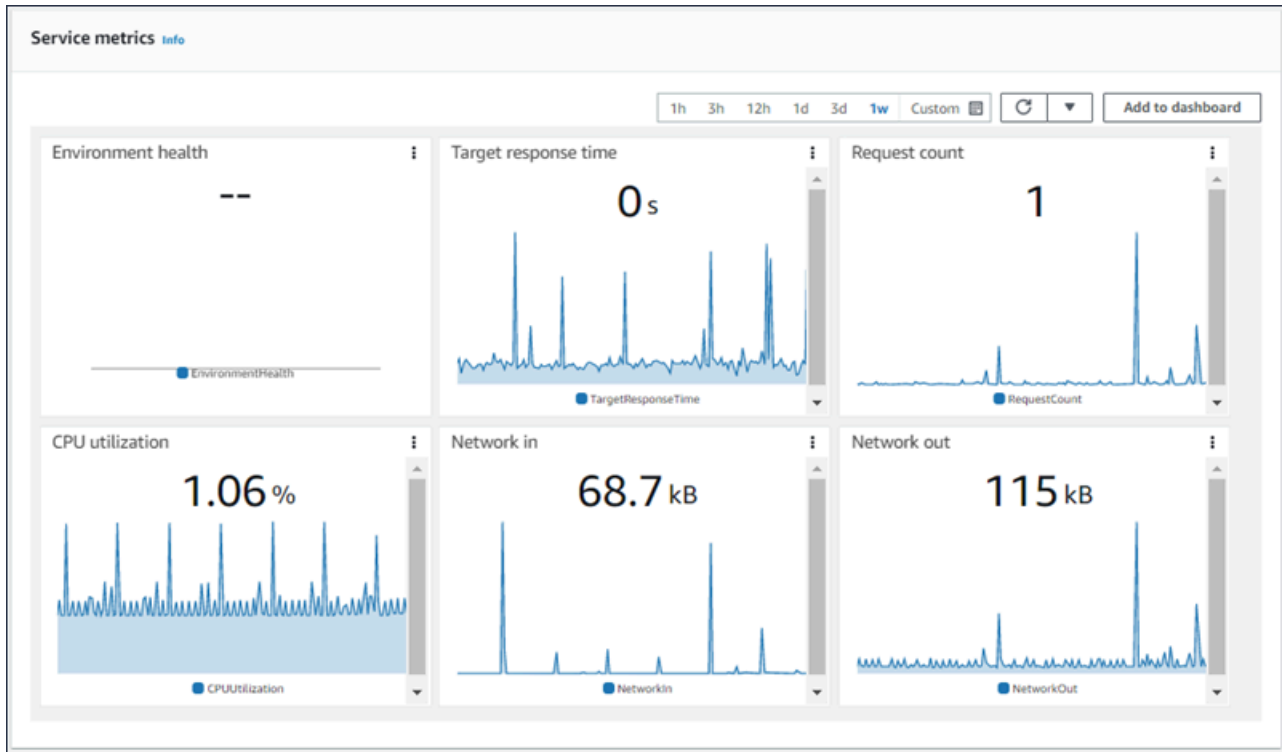 Service metrics Info
1h 3h 12h 1d 3d 1w Custom Add to dashboard
Environment health
--
EnvironmentHealth
Target response time
0 s
TargetResponseTime
Request count
1
RequestCount
CPU utilization
1.06 %
CPUUtilization
Network in
68.7 kB
NetworkIn
Network out
115 kB
NetworkOut